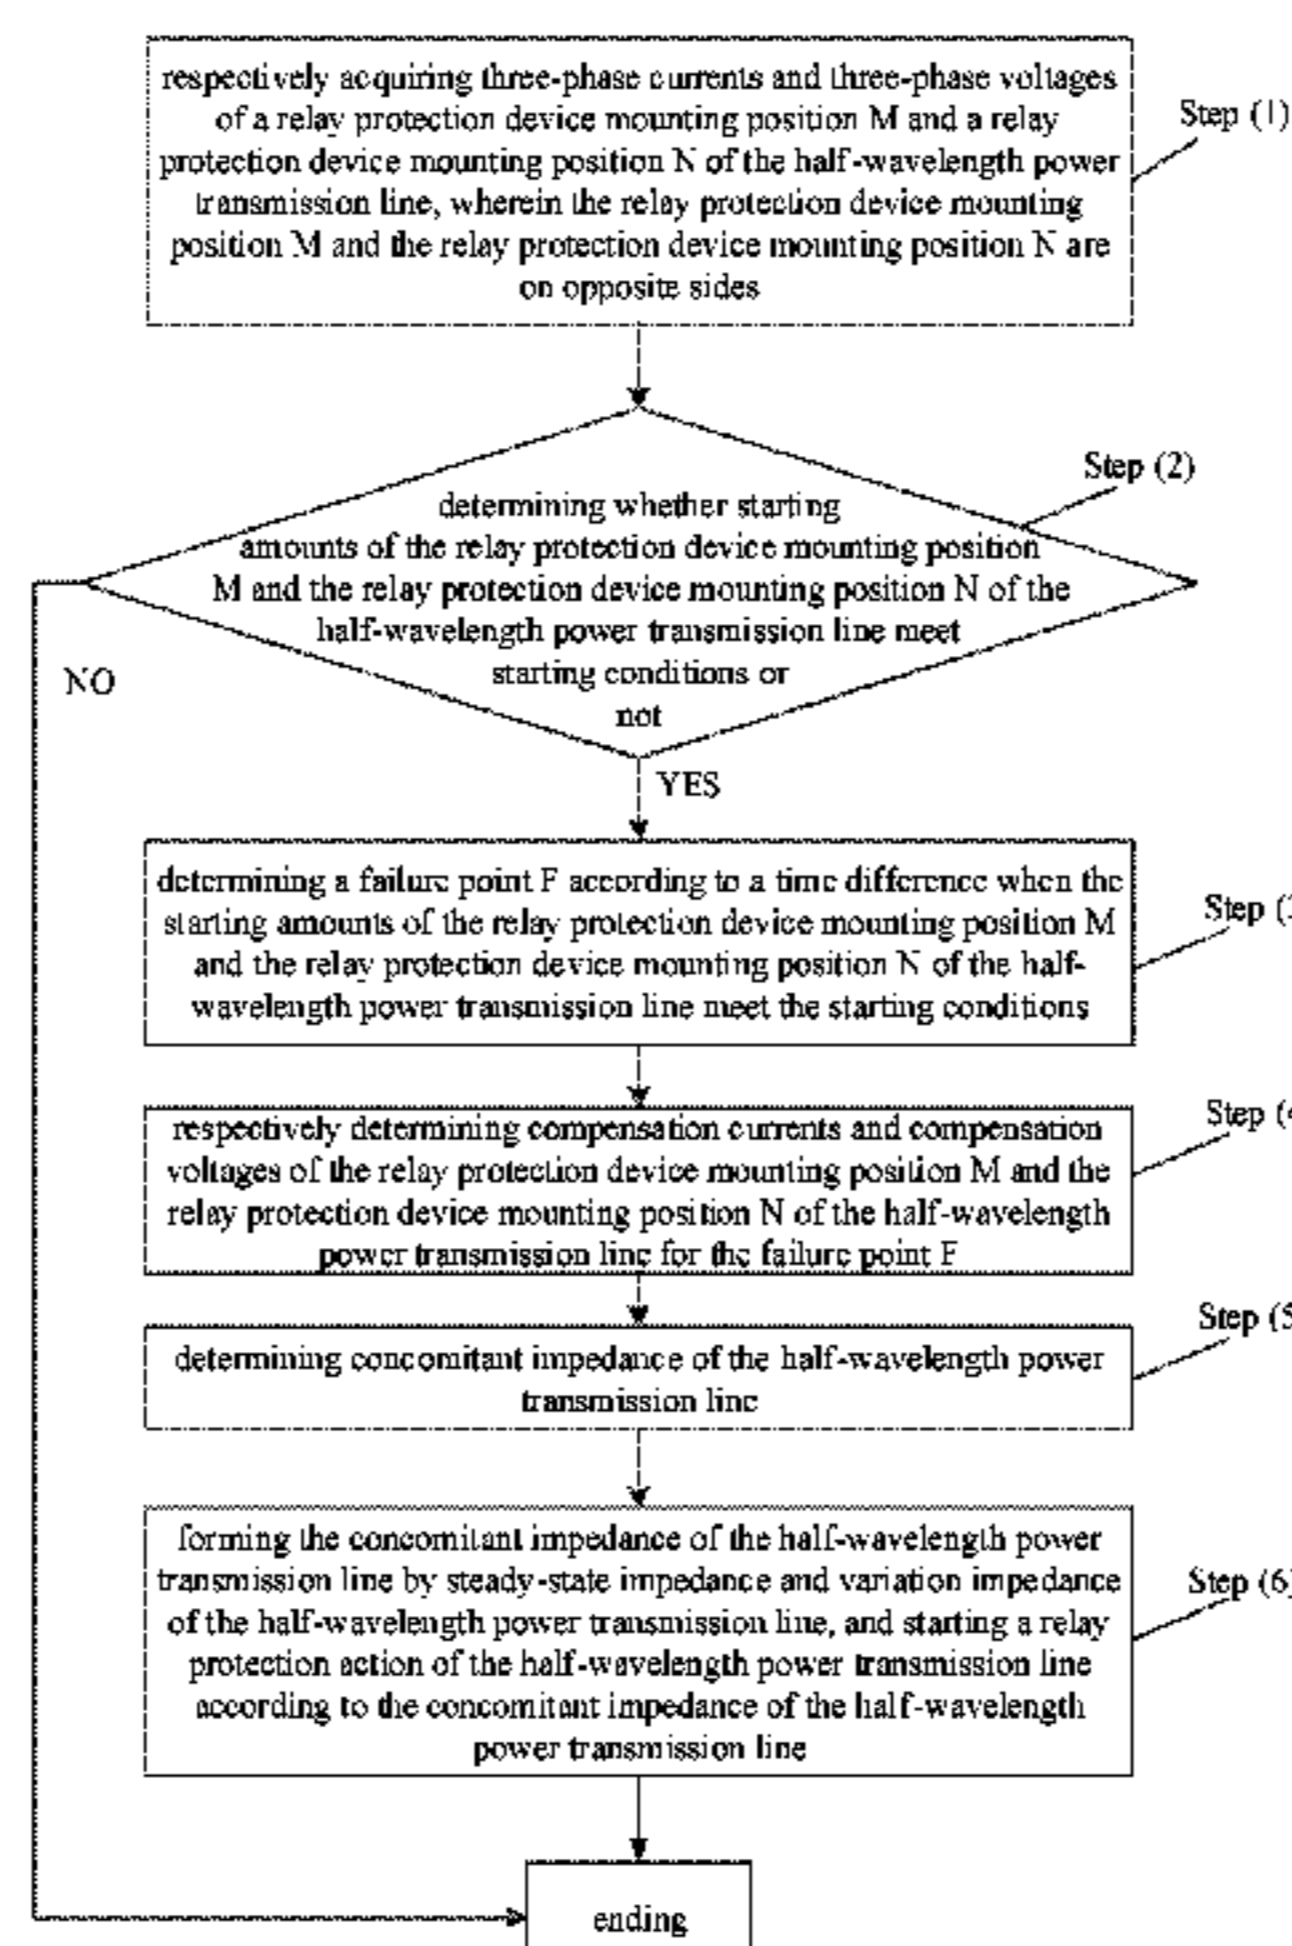 respectively acquiring three-phase currents and three-phase voltages
of a relay protection device mounting position M and a relay
protection device mounting position N of the half-wavelength power
transmission line, wherein the relay protection device mounting
position M and the relay protection device mounting position N are
on opposite sides
Step (1)
Step (2)
determining whether starting
amounts of the relay protection device mounting position
M and the relay protection device mounting position N of the
half-wavelength power transmission line meet
starting conditions or
not
NO
YES
determining a failure point F according to a time difference when the
starting amounts of the relay protection device mounting position M
and the relay protection device mounting position N of the half-
wavelength power transmission line meet the starting conditions
Step (3
respectively determining compensation currents and compensation
voltages of the relay protection device mounting position M and the
relay protection device mounting position N of the half-wavelength
power transmission line for the failure point F
Step (4
determining concomitant impedance of the half-wavelength power
transmission line
Step (5
forming the concomitant impedance of the half-wavelength power
transmission line by steady-state impedance and variation impedance
of the half-wavelength power transmission line, and starting a relay
protection action of the half-wavelength power transmission line
according to the concomitant impedance of the half-wavelength
power transmission line
Step (6)
ending